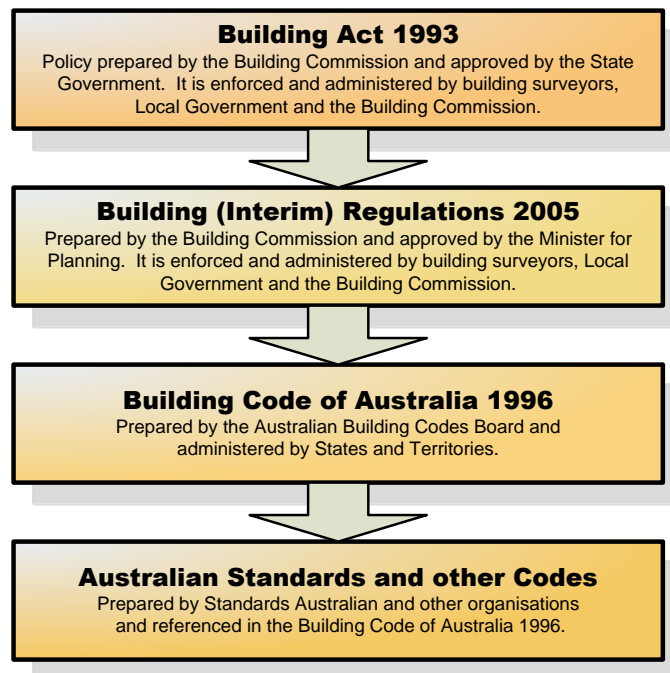 Building Act 1993
Policy prepared by the Building Commission and approved by the State
Government.  It is enforced and administered by building surveyors,
Local Government and the Building Commission.
Building (Interim) Regulations 2005
Prepared by the Building Commission and approved by the Minister for
Planning.  It is enforced and administered by building surveyors, Local
Government and the Building Commission.
Building Code of Australia 1996
Prepared by the Australian Building Codes Board and
administered by States and Territories.
Australian Standards and other Codes
Prepared by Standards Australian and other organisations
and referenced in the Building Code of Australia 1996.